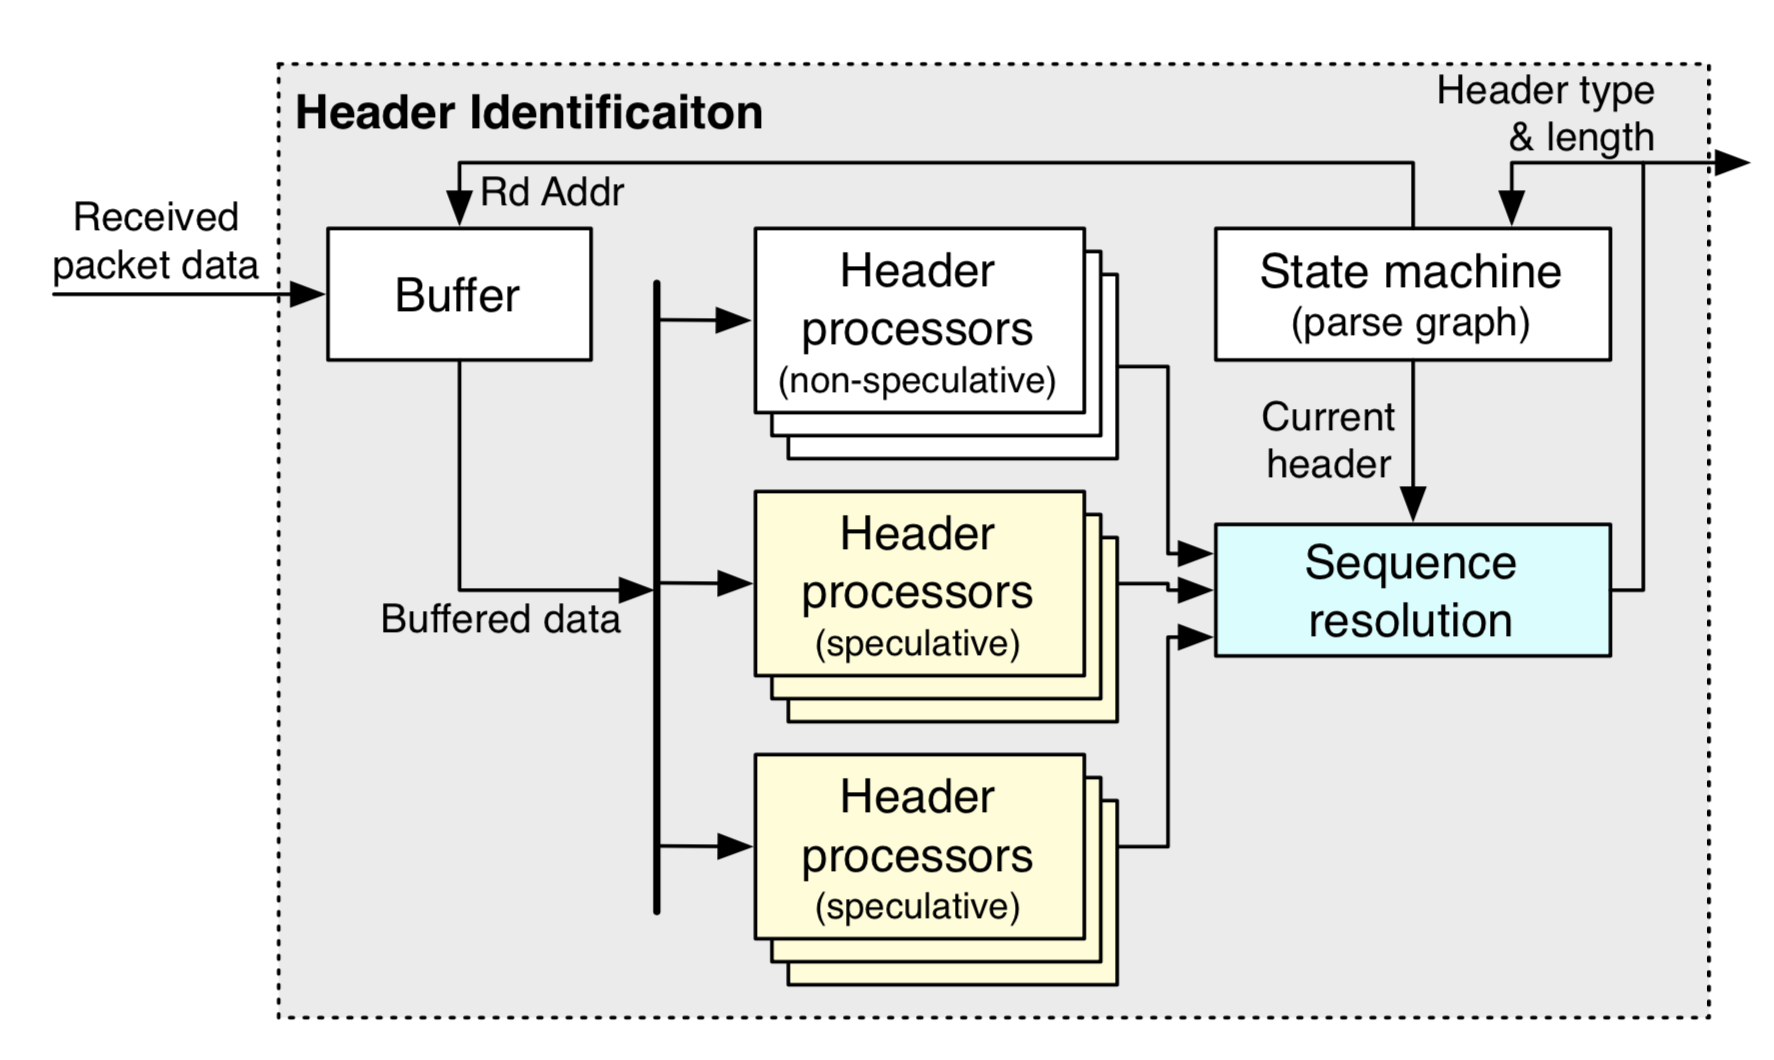 Header type
& length
Header Identificaiton
Rd Addr
Received
packet data
Buffer
Header
processors
(non-speculative)
State machine
(parse graph)
Current
header
Header
processors
(speculative)
Sequence
resolution
Buffered data
Header
processors
(speculative)